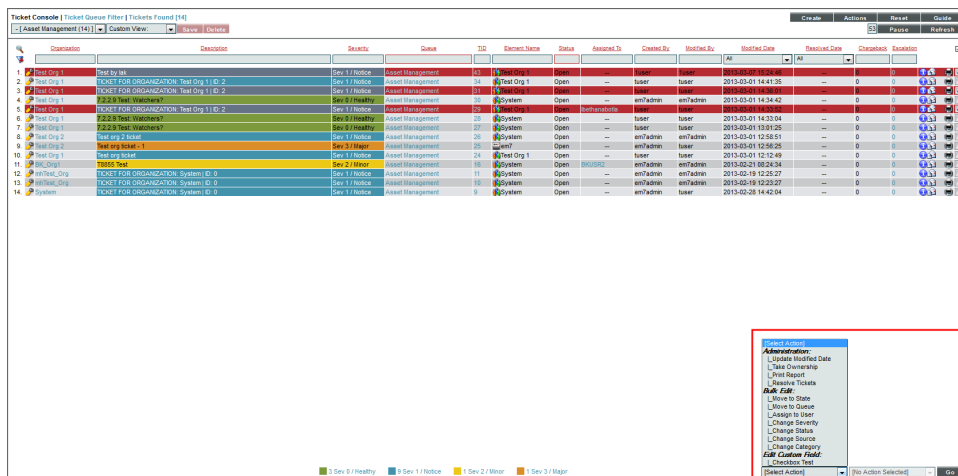 Ticket Console | Ticket Queue Filter | Tickets Found [14] Create Actions Reset Guide
- [ Asset Management (14) ] Custom View: Save Delete 53 Pause Refresh
Organization Description Severity Queue TID Element Name Status Assigned To Created By Modified By Modified Date Resolved Date Chargeback Escalation
All All
1. Test Org 1 Test by lak Sev 1 / Notice Asset Management 43 Test Org 1 Open -- 1user 1user 2013-03-07 15:24:46 -- 0 0
2. Test Org 1 TICKET FOR ORGANIZATION: Test Org 1 | ID: 2 Sev 1 / Notice Asset Management 34 Test Org 1 Open -- 1user 1user 2013-03-01 14:41:35 -- 0 0
3. Test Org 1 TICKET FOR ORGANIZATION: Test Org 1 | ID: 2 Sev 1 / Notice Asset Management 31 Test Org 1 Open -- 1user 1user 2013-03-01 14:36:01 -- 0 0
4. Test Org 1 7.2.2.9 Test: Watchers? Sev 0 / Healthy Asset Management 30 System Open -- em7admin em7admin 2013-03-01 14:34:42 -- 0 0
5. Test Org 1 TICKET FOR ORGANIZATION: Test Org 1 | ID: 2 Sev 1 / Notice Asset Management 29 Test Org 1 Open 1user 1user 2013-03-01 14:33:52 -- 0 0
6. Test Org 1 7.2.2.9 Test: Watchers? Sev 0 / Healthy Asset Management 28 System Open -- em7admin em7admin 2013-03-01 14:33:04 -- 0 0
7. Test Org 1 7.2.2.9 Test: Watchers? Sev 0 / Healthy Asset Management 27 System Open -- tuser tuser 2013-03-01 13:01:25 -- 0 0
8. Test Org 2 Test org 2 ticket Sev 1 / Notice Asset Management 26 System Open -- em7admin em7admin 2013-03-01 12:58:51 -- 0 0
9. Test Org 2 Test org ticket - 1 Sev 3 / Major Asset Management 25 em7 Open -- em7admin em7admin 2013-03-01 12:56:25 -- 0 0
10. Test Org 1 Test org ticket Sev 1 / Notice Asset Management 24 Test Org 1 Open -- em7admin tuser 2013-03-01 12:12:49 -- 0 0
11. BK_Org1 T8855 Test Sev 2 / Minor Asset Management 16 System Open BKUSR2 em7admin em7admin 2013-02-21 08:24:34 -- 0 0
12. mhTest_Org TICKET FOR ORGANIZATION: System | ID: 0 Sev 1 / Notice Asset Management 11 System Open -- em7admin em7admin 2013-02-19 12:25:27 -- 0 0
13. mhTest_Org TICKET FOR ORGANIZATION: System | ID: 0 Sev 1 / Notice Asset Management 10 System Open -- em7admin em7admin 2013-02-19 12:23:27 -- 0 0
14. System TICKET FOR ORGANIZATION: System | ID: 0 Sev 1 / Notice Asset Management 9 System Open -- em7admin tuser 2013-02-28 14:42:04 -- 0 0
[Select Action]
Administration:
Update Modified Date
Take Ownership
Print Report
Resolve Tickets
Bulk Edit:
Move to State
Move to Queue
Assign to User
Change Severity
Change Status
Change Source
Change Category
Edit Custom Field:
Checkbox Test
3 Sev 0 / Healthy 9 Sev 1 / Notice 1 Sev 2 / Minor 1 Sev 3 / Major [Select Action] [No Action Selected] Go